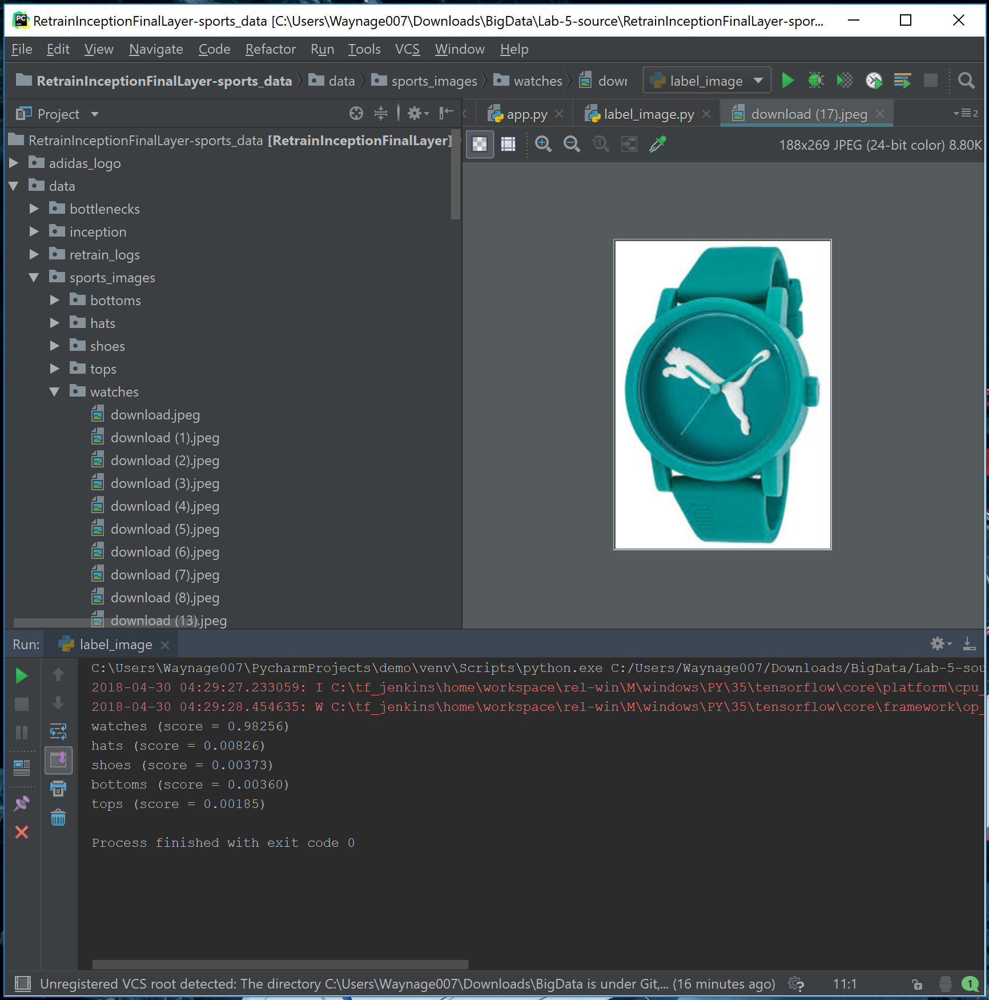 PC
RetrainInceptionFinalLayer-sports_data [C:\Users\Waynage007\Downloads\BigData\Lab-5-source\RetrainInceptionFinalLayer-spor...
File Edit View Navigate Code Refactor Run Tools VCS Window Help
RetrainInceptionFinalLayer-sports_data data sports_images watches dowr label_image
Project
app.py label_image.py download (17).jpeg 2
188x269 JPEG (24-bit color) 8.80K
RetrainInceptionFinalLayer-sports_data [RetrainInceptionFinalLayer]
adidas_logo
data
bottlenecks
inception
retrain_logs
sports_images
bottoms
hats
shoes
tops
watches
download.jpeg
download (1).jpeg
download (2).jpeg
download (3).jpeg
download (4).jpeg
download (5).jpeg
download (6).jpeg
download (7).jpeg
download (8).jpeg
download (13).jpeg
Run: label_image
C:\Users\Waynage007\PycharmProjects\demo\venv\Scripts\python.exe C:/Users/Waynage007/Downloads/BigData/Lab-5-sou
2018-04-30 04:29:27.233059: I C:\tf_jenkins\home\workspace\rel-win\M\windows\PY\35\tensorflow\core\platform\cpu_
2018-04-30 04:29:28.454635: W C:\tf_jenkins\home\workspace\rel-win\M\windows\PY\35\tensorflow\core\framework\op_
watches (score = 0.98256)
hats (score = 0.00826)
shoes (score = 0.00373)
bottoms (score = 0.00360)
tops (score = 0.00185)
Process finished with exit code 0
Unregistered VCS root detected: The directory C:\Users\Waynage007\Downloads\BigData is under Git,... (16 minutes ago) 11:1 1